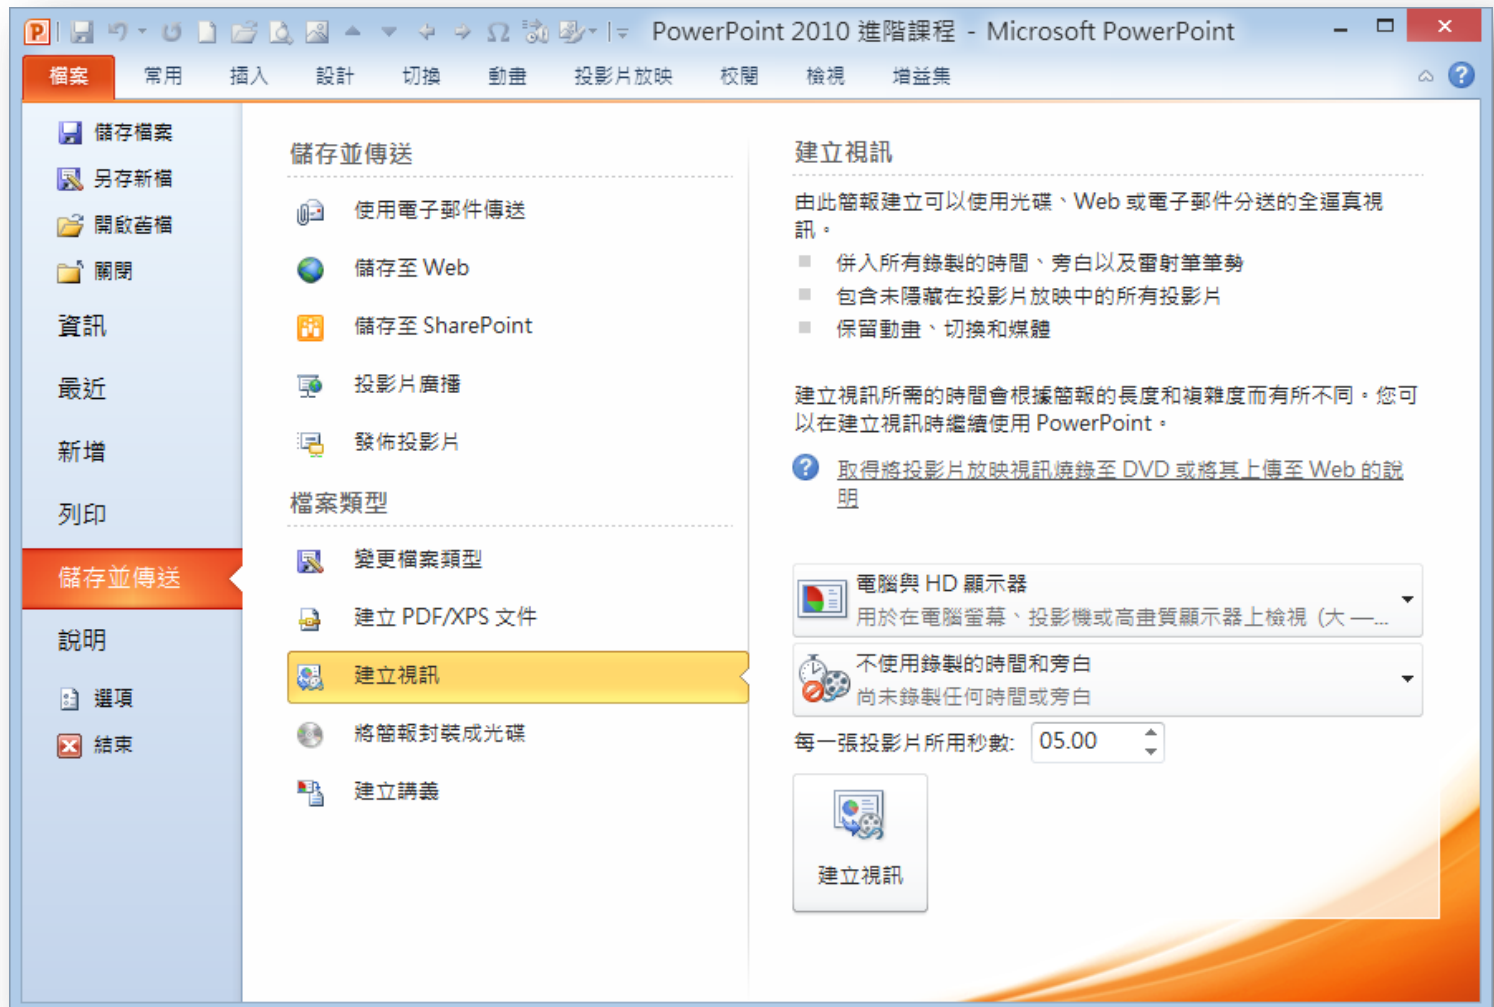 PowerPoint 2010 進階課程 - Microsoft PowerPoint
檔案 常用 插入 設計 切換 動畫 投影片放映 校閱 檢視 增益集
儲存檔案
另存新檔
開啟舊檔
關閉
資訊
最近
新增
列印
儲存並傳送
說明
選項
結束
儲存並傳送
使用電子郵件傳送
儲存至 Web
儲存至 SharePoint
投影片廣播
發佈投影片
檔案類型
變更檔案類型
建立 PDF/XPS 文件
建立視訊
將簡報封裝成光碟
建立講義
建立視訊
由此簡報建立可以使用光碟、Web 或電子郵件分送的全逼真視
訊。
併入所有錄製的時間、旁白以及雷射筆筆勢
包含未隱藏在投影片放映中的所有投影片
保留動畫、切換和媒體
建立視訊所需的時間會根據簡報的長度和複雜度而有所不同。您可
以在建立視訊時繼續使用 PowerPoint。
取得將投影片放映視訊燒錄至 DVD 或將其上傳至 Web 的說
明
電腦與 HD 顯示器
用於在電腦螢幕、投影機或高畫質顯示器上檢視 (大 —...
不使用錄製的時間和旁白
尚未錄製任何時間或旁白
每一張投影片所用秒數: 05.00
建立視訊